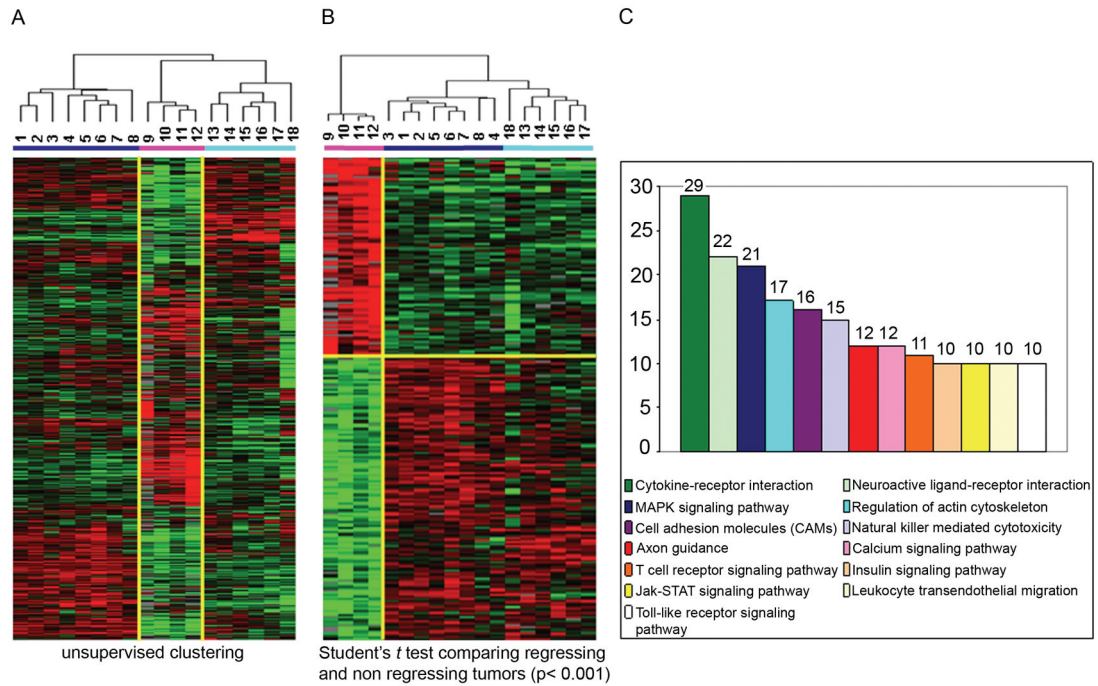 A
B
C
1 2 3 4 5 6 7 8 9 10 11 12 13 14 15 16 17 18
9 10 11 12 3 1 2 5 6 7 8 4 18 13 14 15 16 17
unsupervised clustering
Student's t test comparing regressing
and non regressing tumors (p< 0.001)
30
25
20
15
10
5
0
29
22
21
17
16
15
12
12
11
10
10
10
10
Cytokine-receptor interaction
Neuroactive ligand-receptor interaction
MAPK signaling pathway
Regulation of actin cytoskeleton
Cell adhesion molecules (CAMs)
Natural killer mediated cytotoxicity
Axon guidance
Calcium signaling pathway
T cell receptor signaling pathway
Insulin signaling pathway
Jak-STAT signaling pathway
Leukocyte transendothelial migration
Toll-like receptor signaling
pathway